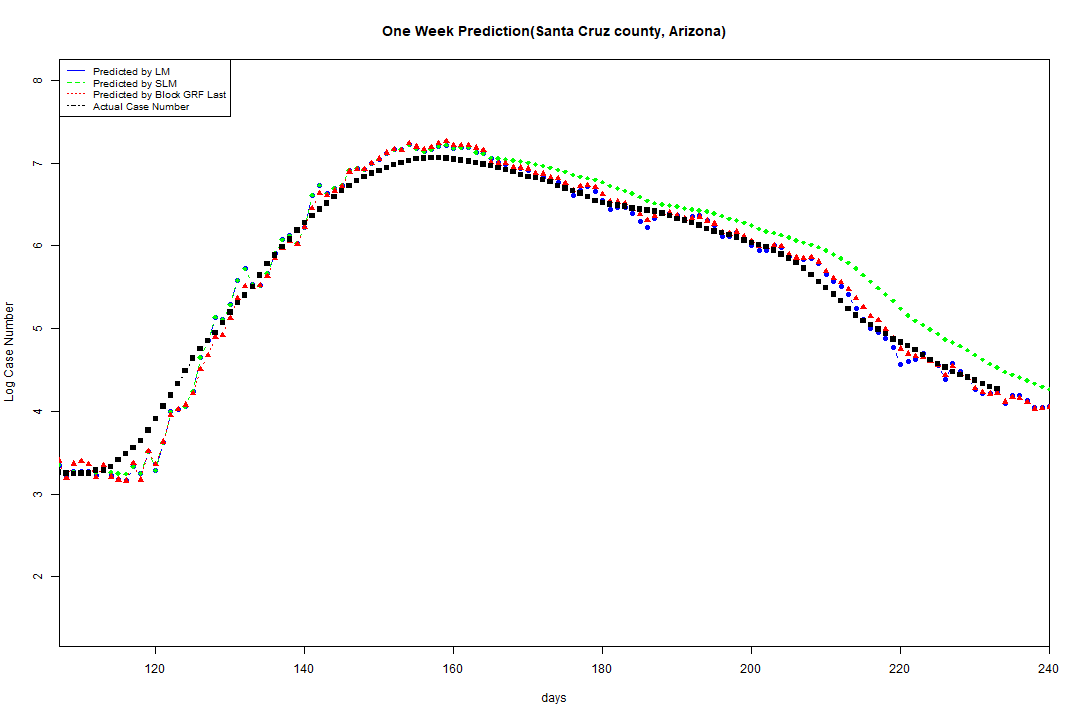 One Week Prediction(Santa Cruz county, Arizona)
Predicted by LM
Predicted by SLM
Predicted by Block GRF Last
Actual Case Number
8
7
6
5
4
3
2
Log Case Number
120 140 160 180 200 220 240
days